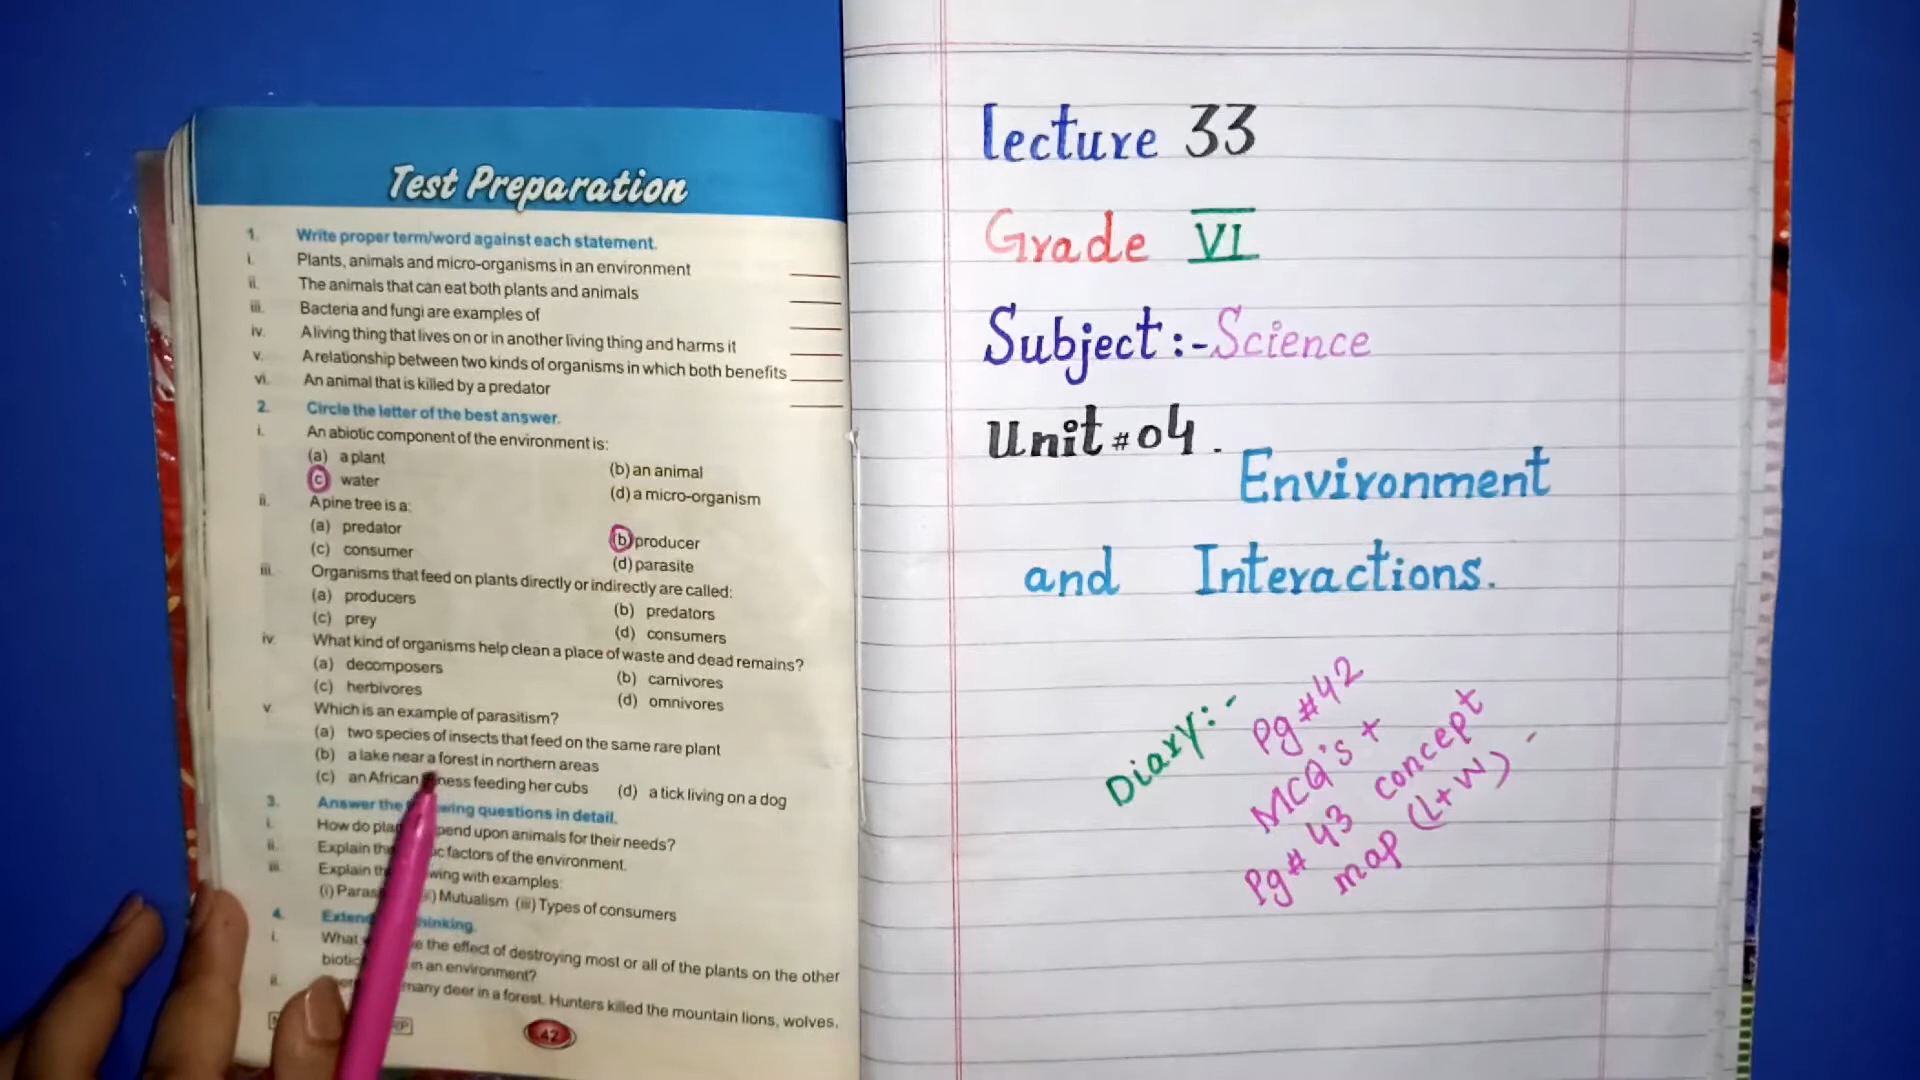 Test Preparation
1. Write proper term/word against each statement.
i. Plants, animals and micro-organisms in an environment
ii. The animals that can eat both plants and animals
iii. Bacteria and fungi are examples of
iv. A living thing that lives on or in another living thing and harms it
v. A relationship between two kinds of organisms in which both benefits
vi. An animal that is killed by a predator
2. Circle the letter of the best answer.
i. An abiotic component of the environment is:
(a) a plant (b) an animal
(c) water (d) a micro-organism
ii. A pine tree is a:
(a) predator (b) producer
(c) consumer (d) parasite
iii. Organisms that feed on plants directly or indirectly are called:
(a) producers (b) predators
(c) prey (d) consumers
iv. What kind of organisms help clean a place of waste and dead remains?
(a) decomposers (b) carnivores
(c) herbivores (d) omnivores
v. Which is an example of parasitism?
(a) two species of insects that feed on the same rare plant
(b) a lake near a forest in northern areas
(c) an African feeding her cubs (d) a tick living on a dog
3. Answer the questions in detail.
i. How do upon animals for their needs?
ii. Explain factors of the environment.
iii. Explain with examples:
(i) Mutualism (iii) Types of consumers
4.
i. What the effect of destroying most or all of the plants on the other
in an environment?
ii. many deer in a forest. Hunters killed the mountain lions, wolves,
42
Lecture 33
Grade VI
Subject:-Science
Unit #04.
Environment
and Interactions.
Diary:-
Pg#42
MCQ's +
Pg# 43 concept
map (L+W)